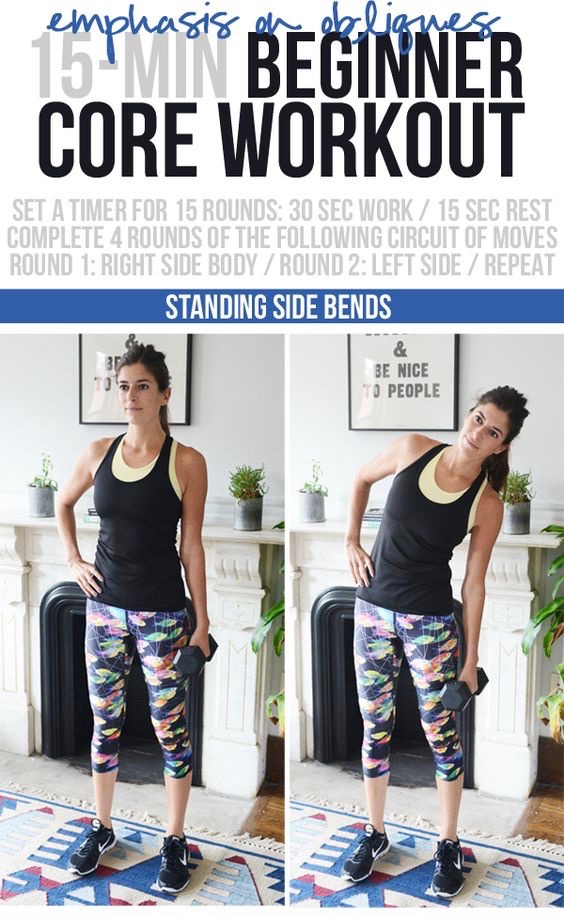 emphasis on obliques
15-MIN BEGINNER
CORE WORKOUT
SET A TIMER FOR 15 ROUNDS: 30 SEC WORK / 15 SEC REST
COMPLETE 4 ROUNDS OF THE FOLLOWING CIRCUIT OF MOVES
ROUND 1: RIGHT SIDE BODY / ROUND 2: LEFT SIDE / REPEAT
STANDING SIDE BENDS
&
BE
TO
&
BE NICE
TO PEOPLE